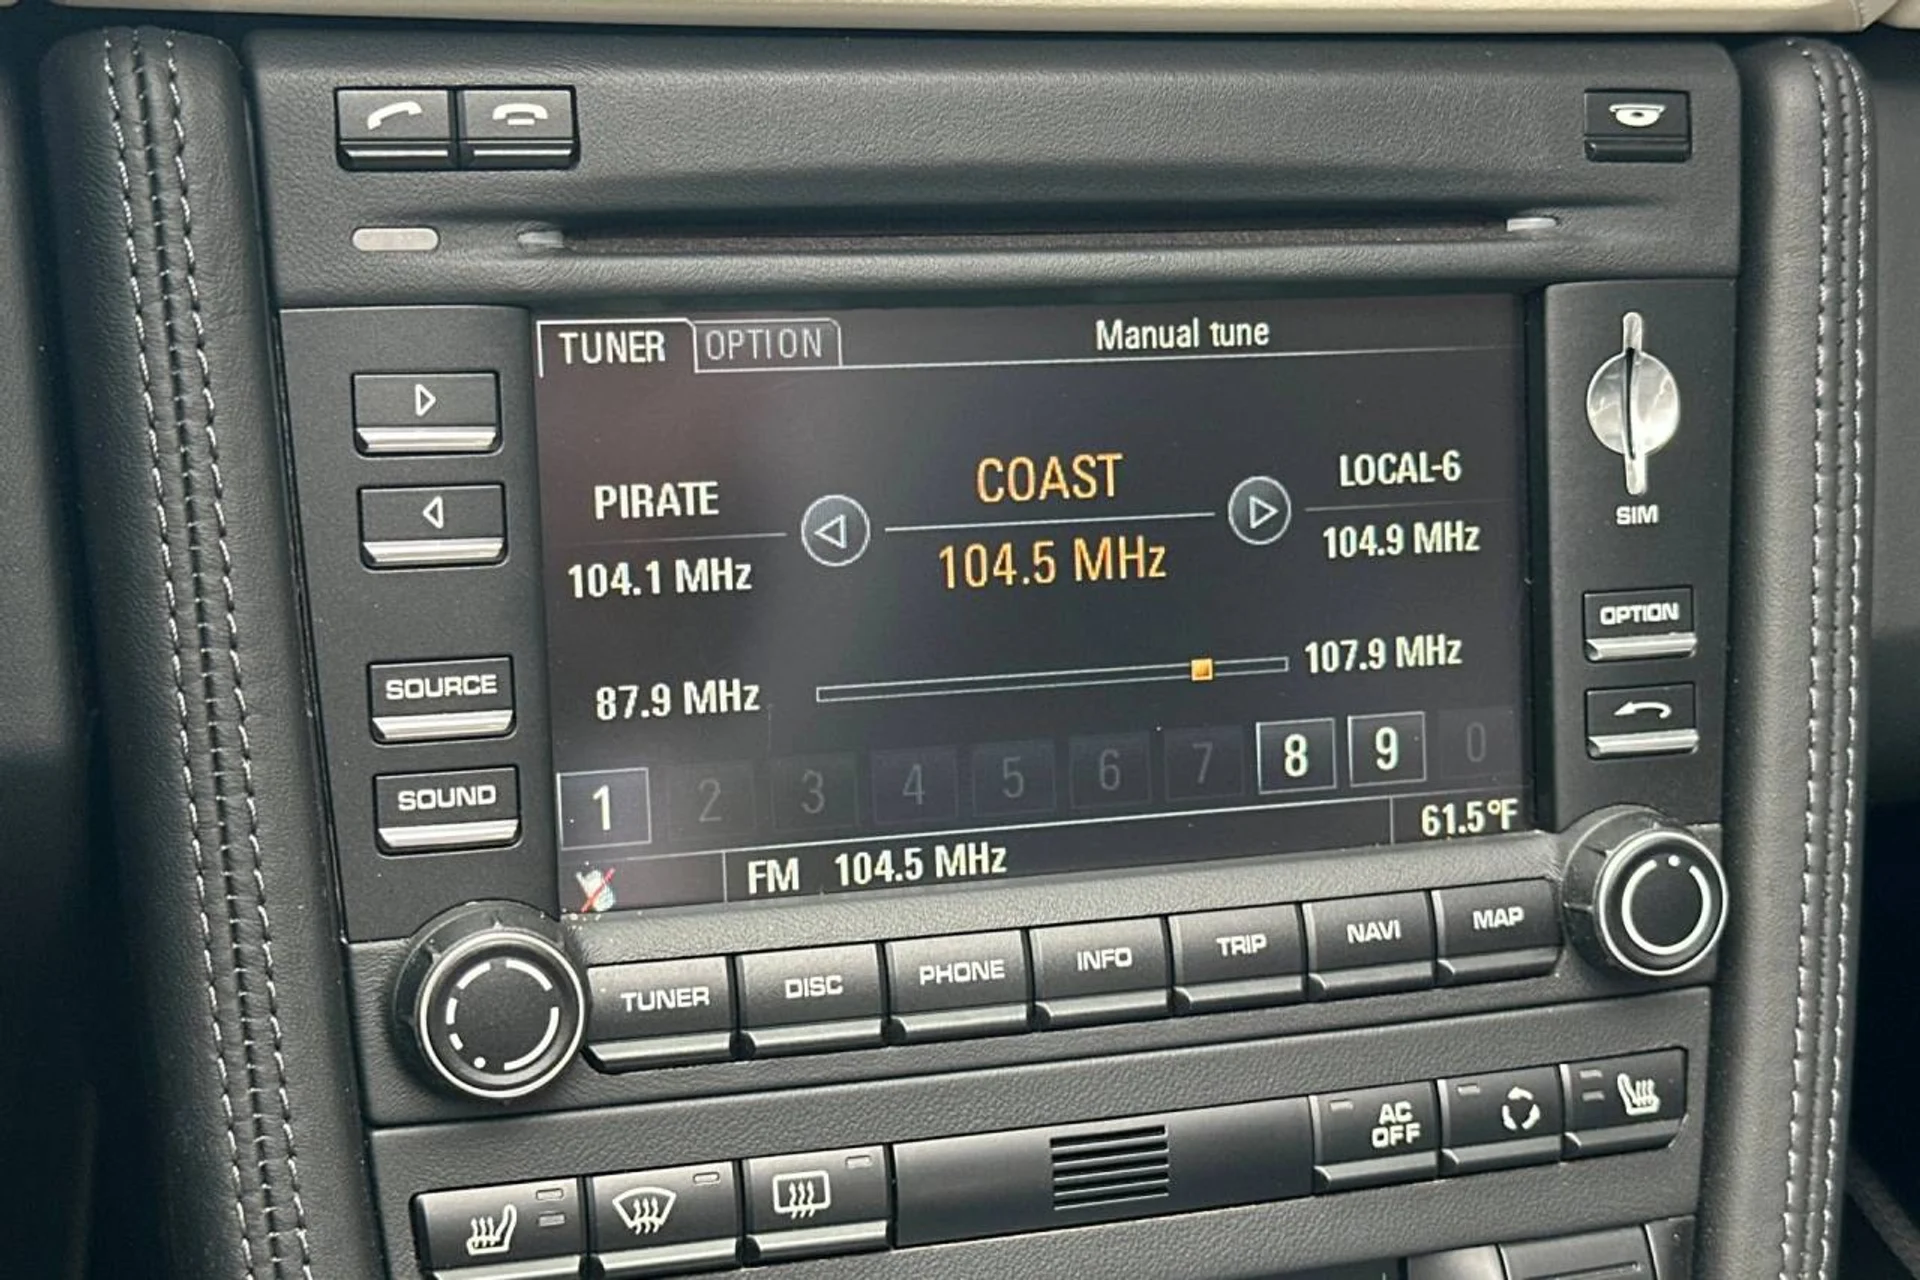 TUNER OPTION Manual tune
PIRATE COAST LOCAL-6
104.1 MHz 104.5 MHz 104.9 MHz
SIM
87.9 MHz 107.9 MHz
OPTION
SOURCE
SOUND
1 2 3 4 5 6 7 8 9 0
FM 104.5 MHz 61.5°F
TUNER DISC PHONE INFO TRIP NAVI MAP
AC
OFF